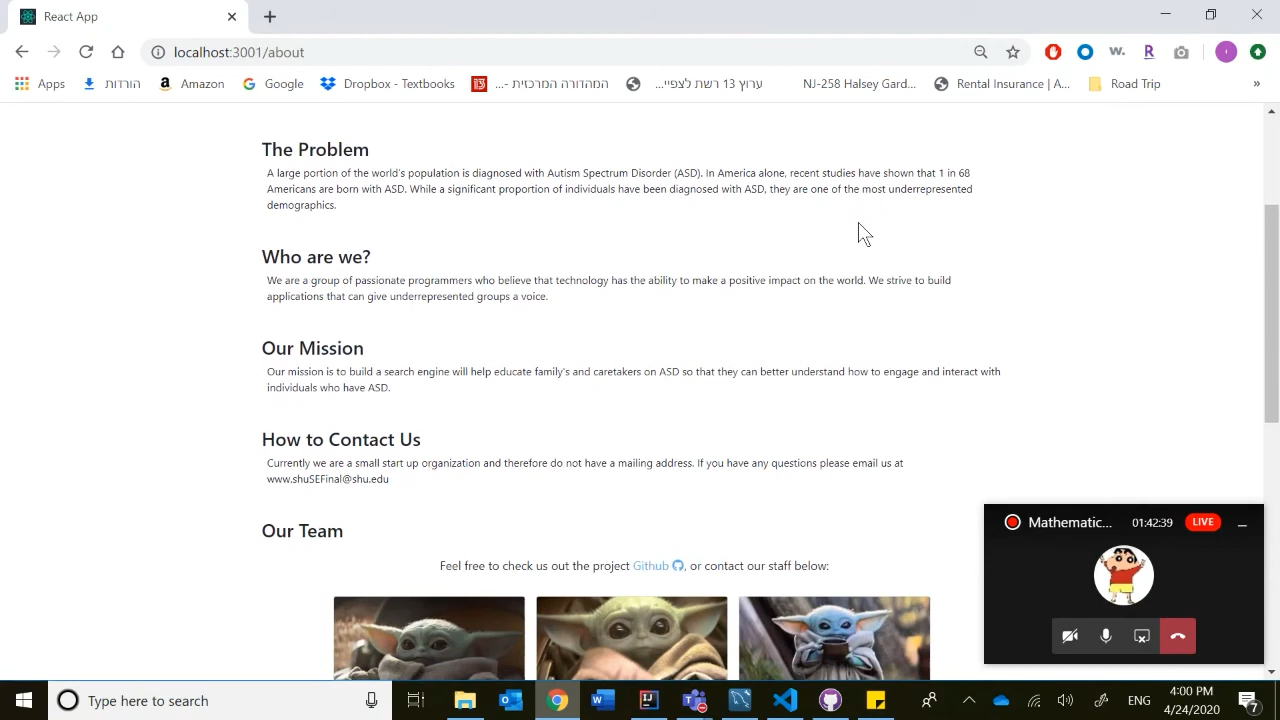 React App
localhost:3001/about
Apps הורדות Amazon Google Dropbox - Textbooks המהדורה המרכזית -... ערוץ 13 רשת לצפיי... NJ-258 Halsey Gard... Rental Insurance | A... Road Trip »
The Problem
A large portion of the world's population is diagnosed with Autism Spectrum Disorder (ASD). In America alone, recent studies have shown that 1 in 68
Americans are born with ASD. While a significant proportion of individuals have been diagnosed with ASD, they are one of the most underrepresented
demographics.
Who are we?
We are a group of passionate programmers who believe that technology has the ability to make a positive impact on the world. We strive to build
applications that can give underrepresented groups a voice.
Our Mission
Our mission is to build a search engine will help educate family's and caretakers on ASD so that they can better understand how to engage and interact with
individuals who have ASD.
How to Contact Us
Currently we are a small start up organization and therefore do not have a mailing address. If you have any questions please email us at
www.shuSEFinal@shu.edu
Our Team
Feel free to check us out the project Github, or contact our staff below:
Mathematic... 01:42:39 LIVE
Type here to search
ENG
4:00 PM
4/24/2020
7